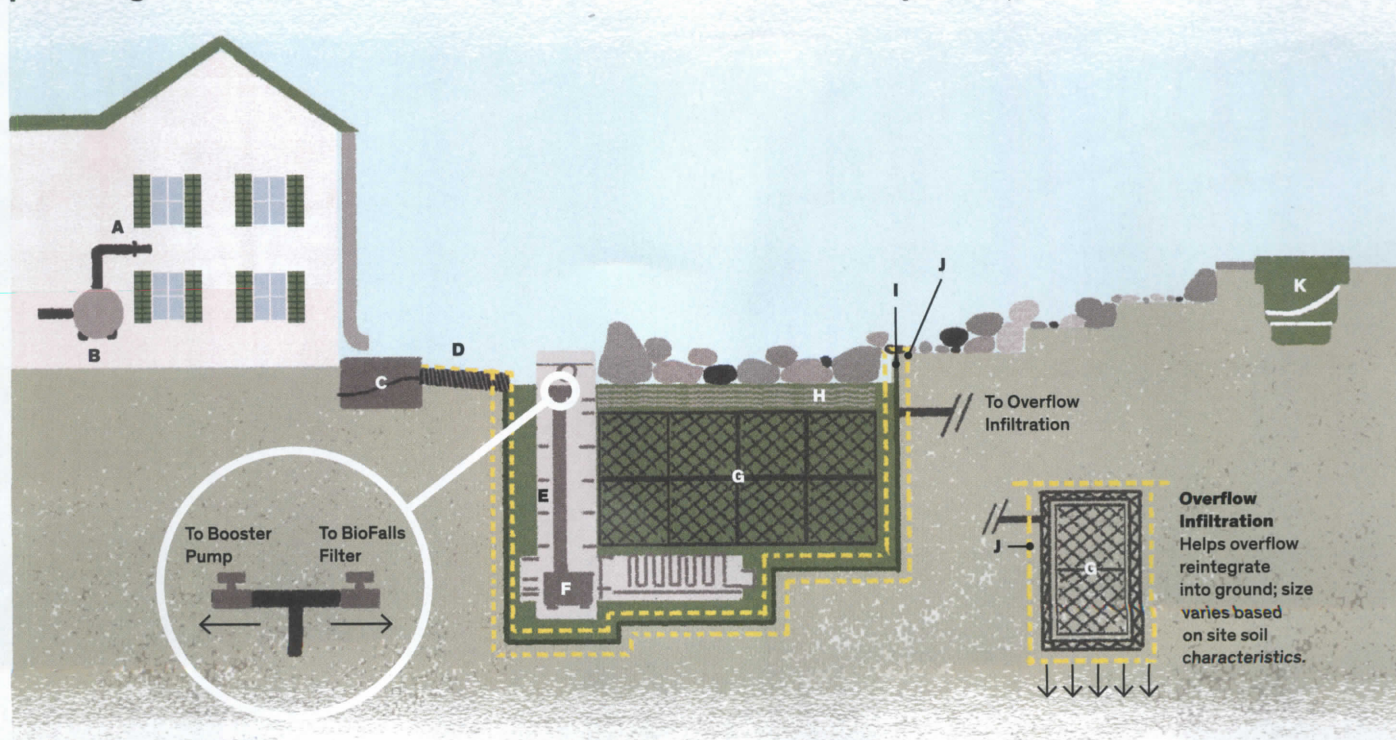 A
B
C
D
E
F
G
H
I
J
K
To Overflow
Infiltration
To Booster
Pump
To BioFalls
Filter
J
G
Overflow
Infiltration
Helps overflow
reintegrate
into ground; size
varies based
on site soil
characteristics.